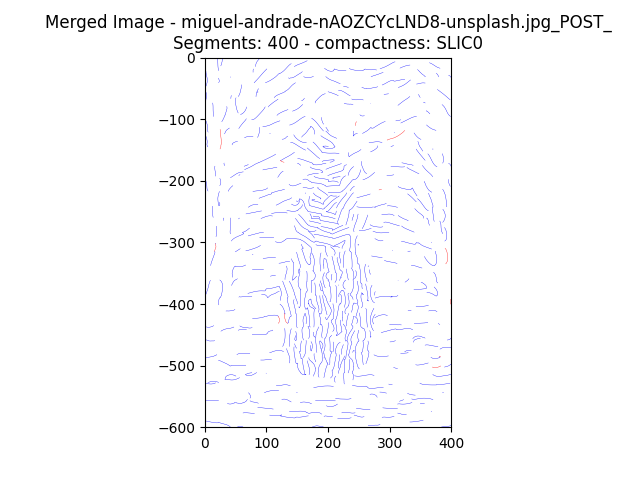 Merged Image - miguel-andrade-nAOZCYcLND8-unsplash.jpg_POST_
Segments: 400 - compactness: SLIC0
0
−100
−200
−300
−400
−500
−600
0 100 200 300 400